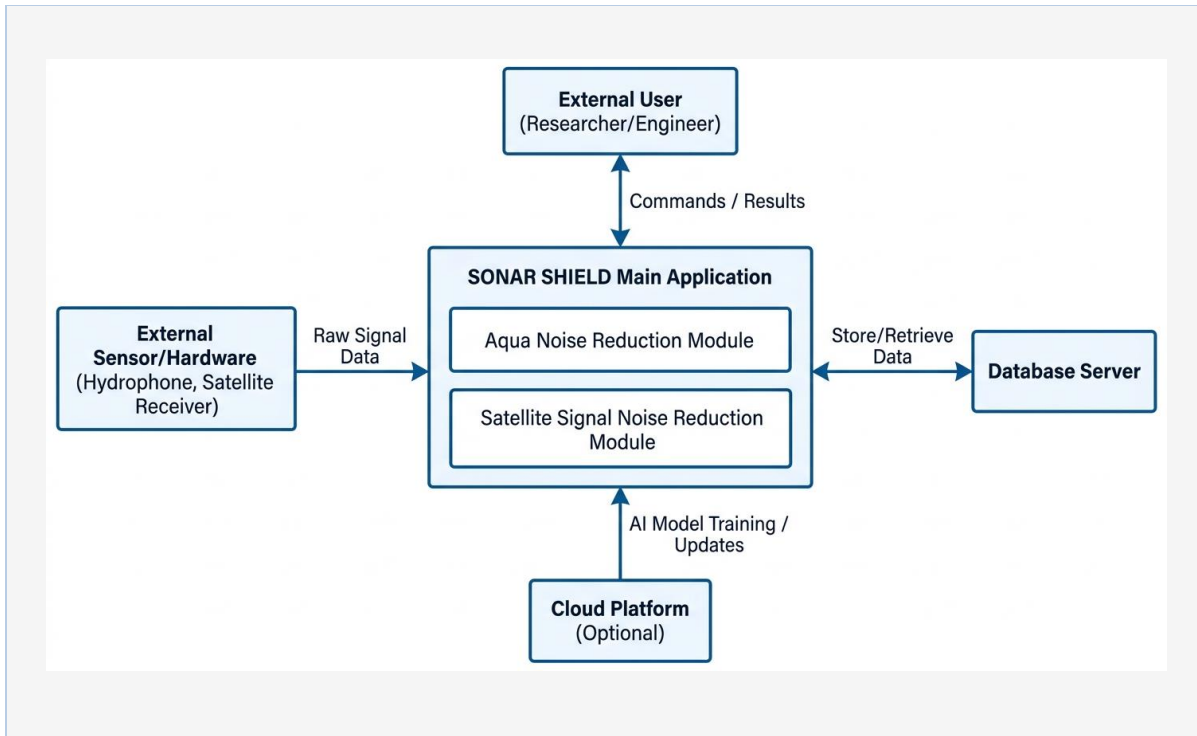 External User
(Researcher/Engineer)
Commands / Results
SONAR SHIELD Main Application
Aqua Noise Reduction Module
Satellite Signal Noise Reduction
Module
External
Sensor/Hardware
(Hydrophone, Satellite
Receiver)
Raw Signal
Data
Store/Retrieve
Data
Database Server
AI Model Training /
Updates
Cloud Platform
(Optional)